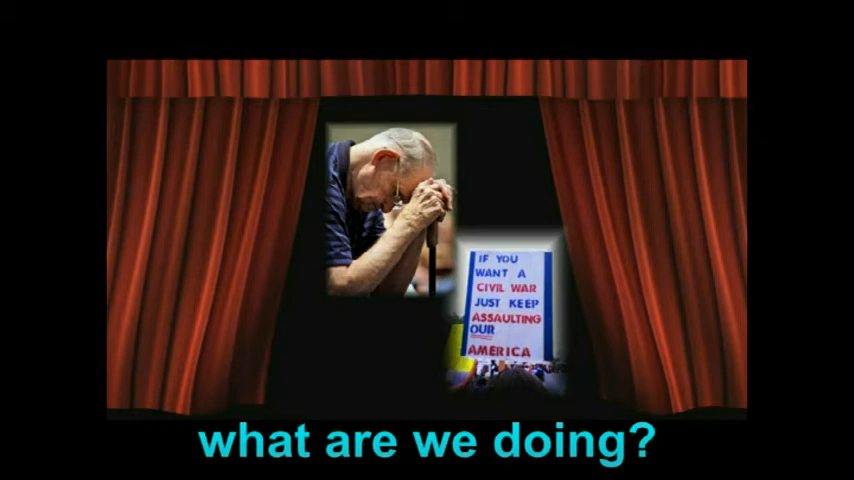 IF YOU
WANT A
CIVIL WAR
JUST KEEP
ASSAULTING
OUR
AMERICA
what are we doing?